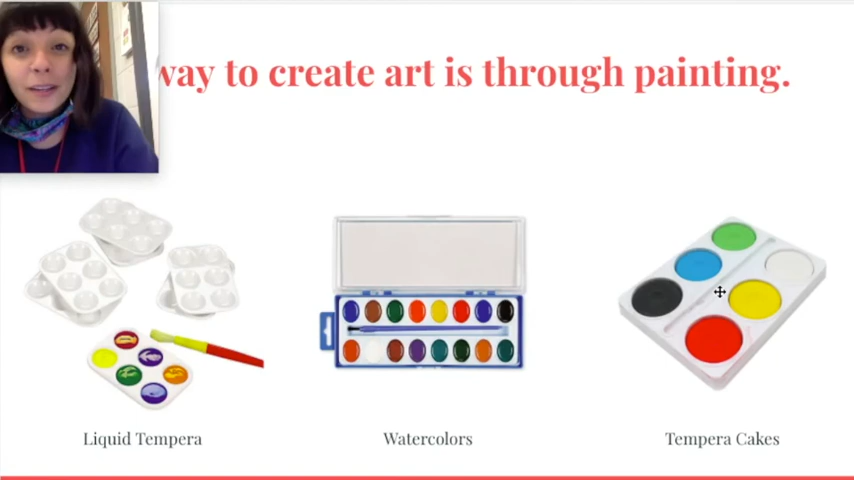 way to create art is through painting.
Liquid Tempera
Watercolors
Tempera Cakes